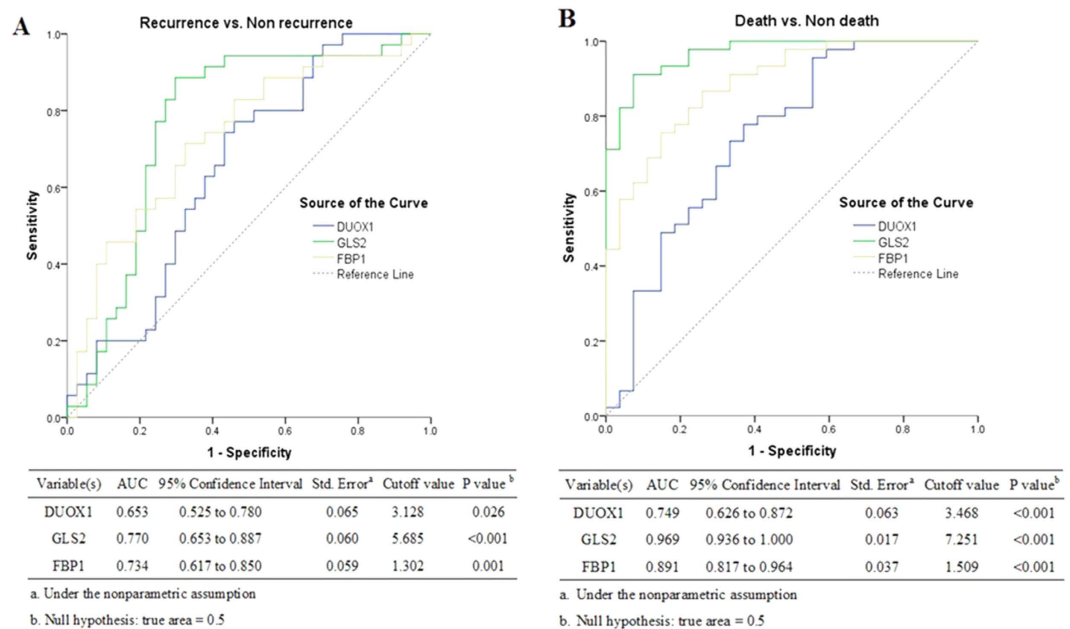 A
Recurrence vs. Non recurrence
1.0
0.8
0.6
0.4
0.2
0.0
Sensitivity
0.0 0.2 0.4 0.6 0.8 1.0
1 - Specificity
Source of the Curve
DUOX1
GLS2
FBP1
Reference Line
Variable(s) AUC 95% Confidence Interval Std. Errorᵃ Cutoff value P value ᵇ
DUOX1 0.653 0.525 to 0.780 0.065 3.128 0.026
GLS2 0.770 0.653 to 0.887 0.060 5.685 <0.001
FBP1 0.734 0.617 to 0.850 0.059 1.302 0.001
a. Under the nonparametric assumption
b. Null hypothesis: true area = 0.5
B
Death vs. Non death
1.0
0.8
0.6
0.4
0.2
0.0
Sensitivity
0.0 0.2 0.4 0.6 0.8 1.0
1 - Specificity
Source of the Curve
DUOX1
GLS2
FBP1
Reference Line
Variable(s) AUC 95% Confidence Interval Std. Errorᵃ Cutoff value P valueᵇ
DUOX1 0.749 0.626 to 0.872 0.063 3.468 <0.001
GLS2 0.969 0.936 to 1.000 0.017 7.251 <0.001
FBP1 0.891 0.817 to 0.964 0.037 1.509 <0.001
a. Under the nonparametric assumption
b. Null hypothesis: true area = 0.5